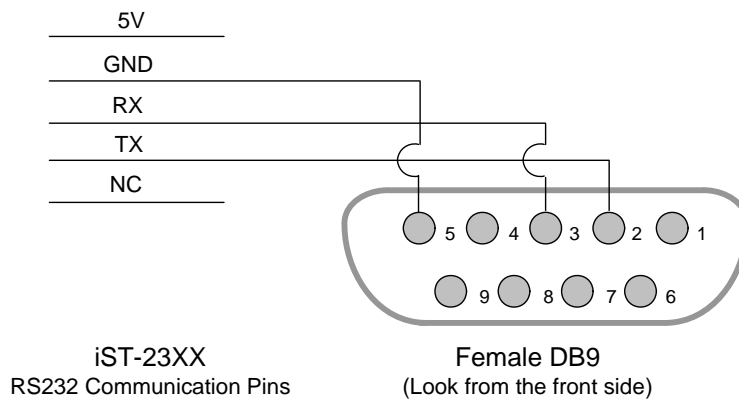 5V
GND
RX
TX
NC
5 4 3 2 1
9 8 7 6
iST-23XX
RS232 Communication Pins
Female DB9
(Look from the front side)